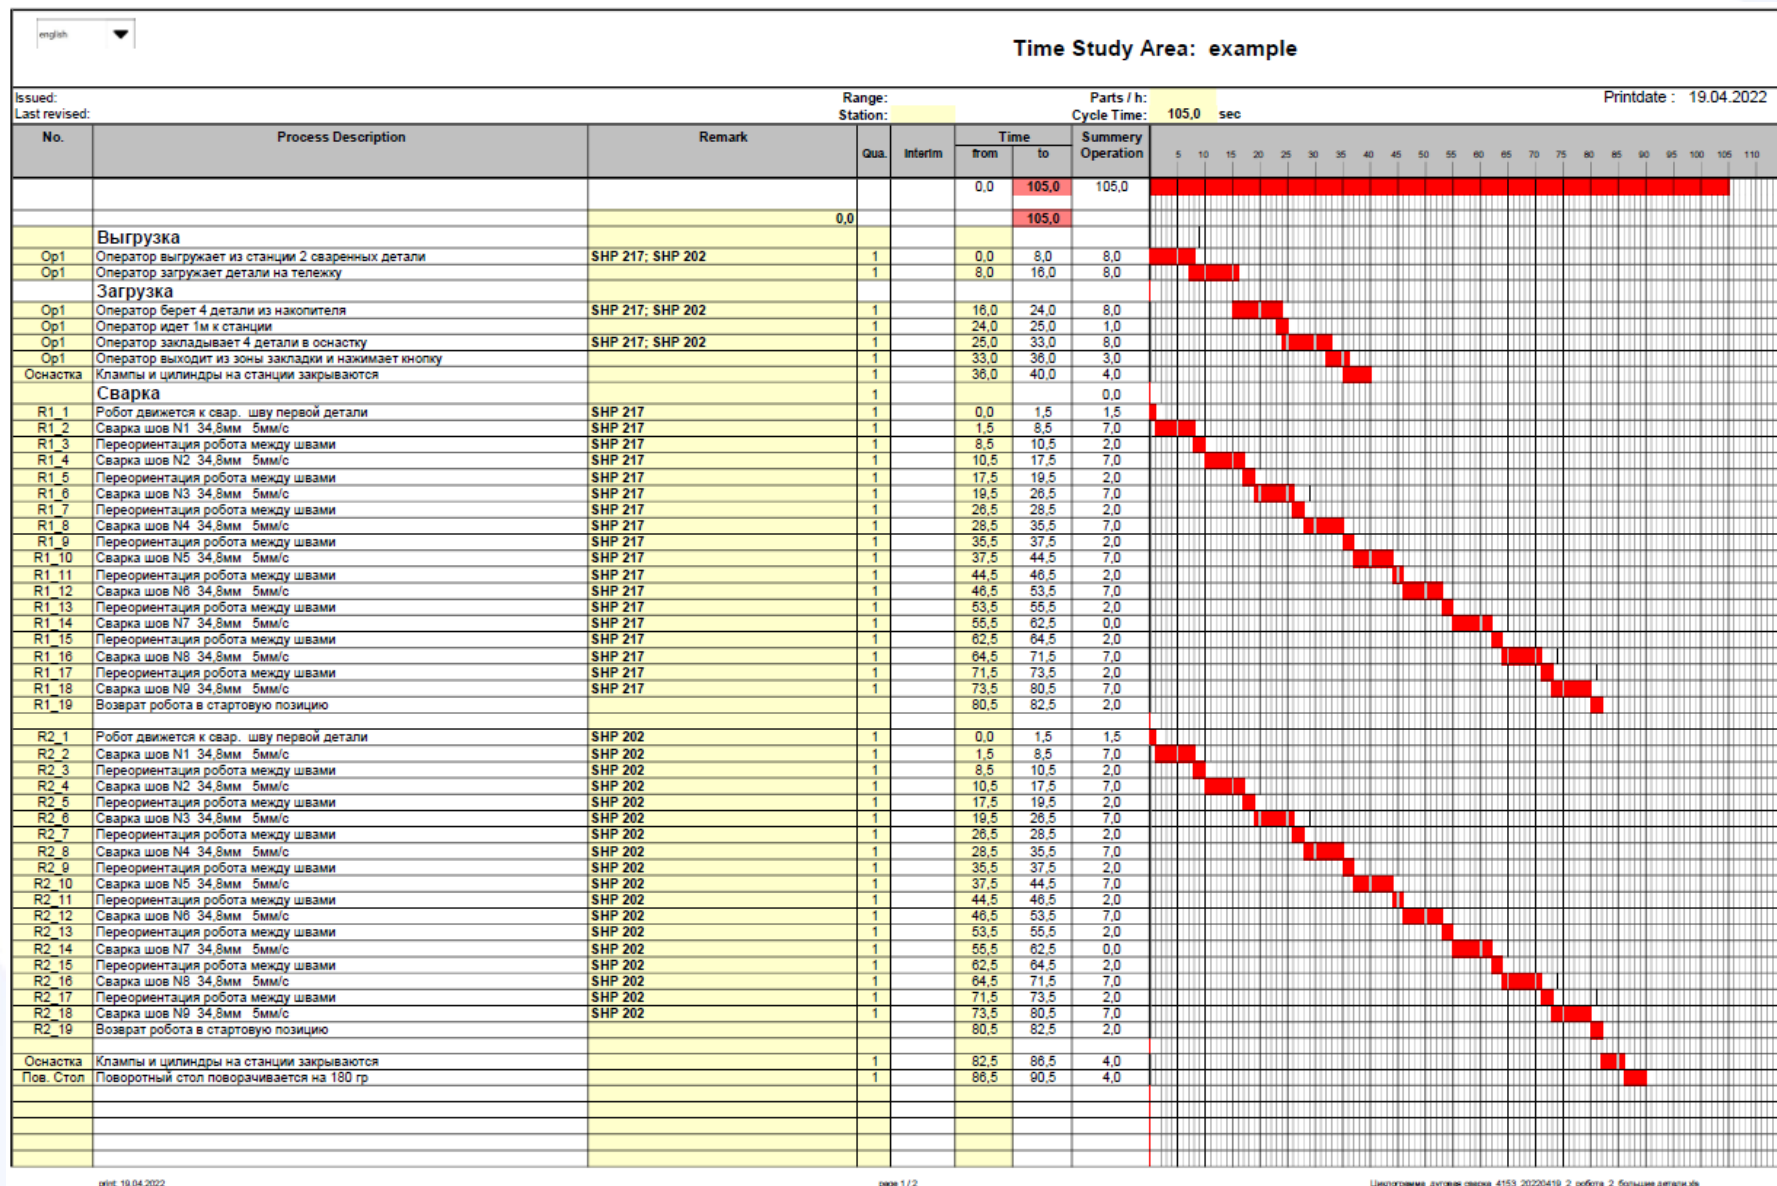 english
Time Study Area: example
Issued: Range: Parts / h: Printdate : 19.04.2022
Last revised: Station: Cycle Time: 105,0 sec
No. Process Description Remark Qua. Interim Time Summery
from to Operation 5 10 15 20 25 30 35 40 45 50 55 60 65 70 75 80 85 90 95 100 105 110
0,0 105,0 105,0
0,0 105,0
Выгрузка
Op1 Оператор выгружает из станции 2 сваренных детали SHP 217; SHP 202 1 0,0 8,0 8,0
Op1 Оператор загружает детали на тележку 1 8,0 16,0 8,0
Загрузка
Op1 Оператор берет 4 детали из накопителя SHP 217; SHP 202 1 16,0 24,0 8,0
Op1 Оператор идет 1м к станции 1 24,0 25,0 1,0
Op1 Оператор закладывает 4 детали в оснастку SHP 217; SHP 202 1 25,0 33,0 8,0
Op1 Оператор выходит из зоны закладки и нажимает кнопку 1 33,0 36,0 3,0
Оснастка Клампы и цилиндры на станции закрываются 1 36,0 40,0 4,0
Сварка 1 0,0
R1_1 Робот движется к свар. шву первой детали SHP 217 1 0,0 1,5 1,5
R1_2 Сварка шов N1 34,8мм 5мм/с SHP 217 1 1,5 8,5 7,0
R1_3 Переориентация робота между швами SHP 217 1 8,5 10,5 2,0
R1_4 Сварка шов N2 34,8мм 5мм/с SHP 217 1 10,5 17,5 7,0
R1_5 Переориентация робота между швами SHP 217 1 17,5 19,5 2,0
R1_6 Сварка шов N3 34,8мм 5мм/с SHP 217 1 19,5 26,5 7,0
R1_7 Переориентация робота между швами SHP 217 1 26,5 28,5 2,0
R1_8 Сварка шов N4 34,8мм 5мм/с SHP 217 1 28,5 35,5 7,0
R1_9 Переориентация робота между швами SHP 217 1 35,5 37,5 2,0
R1_10 Сварка шов N5 34,8мм 5мм/с SHP 217 1 37,5 44,5 7,0
R1_11 Переориентация робота между швами SHP 217 1 44,5 46,5 2,0
R1_12 Сварка шов N6 34,8мм 5мм/с SHP 217 1 46,5 53,5 7,0
R1_13 Переориентация робота между швами SHP 217 1 53,5 55,5 2,0
R1_14 Сварка шов N7 34,8мм 5мм/с SHP 217 1 55,5 62,5 0,0
R1_15 Переориентация робота между швами SHP 217 1 62,5 64,5 2,0
R1_16 Сварка шов N8 34,8мм 5мм/с SHP 217 1 64,5 71,5 7,0
R1_17 Переориентация робота между швами SHP 217 1 71,5 73,5 2,0
R1_18 Сварка шов N9 34,8мм 5мм/с SHP 217 1 73,5 80,5 7,0
R1_19 Возврат робота в стартовую позицию 80,5 82,5 2,0
R2_1 Робот движется к свар. шву первой детали SHP 202 1 0,0 1,5 1,5
R2_2 Сварка шов N1 34,8мм 5мм/с SHP 202 1 1,5 8,5 7,0
R2_3 Переориентация робота между швами SHP 202 1 8,5 10,5 2,0
R2_4 Сварка шов N2 34,8мм 5мм/с SHP 202 1 10,5 17,5 7,0
R2_5 Переориентация робота между швами SHP 202 1 17,5 19,5 2,0
R2_6 Сварка шов N3 34,8мм 5мм/с SHP 202 1 19,5 26,5 7,0
R2_7 Переориентация робота между швами SHP 202 1 26,5 28,5 2,0
R2_8 Сварка шов N4 34,8мм 5мм/с SHP 202 1 28,5 35,5 7,0
R2_9 Переориентация робота между швами SHP 202 1 35,5 37,5 2,0
R2_10 Сварка шов N5 34,8мм 5мм/с SHP 202 1 37,5 44,5 7,0
R2_11 Переориентация робота между швами SHP 202 1 44,5 46,5 2,0
R2_12 Сварка шов N6 34,8мм 5мм/с SHP 202 1 46,5 53,5 7,0
R2_13 Переориентация робота между швами SHP 202 1 53,5 55,5 2,0
R2_14 Сварка шов N7 34,8мм 5мм/с SHP 202 1 55,5 62,5 0,0
R2_15 Переориентация робота между швами SHP 202 1 62,5 64,5 2,0
R2_16 Сварка шов N8 34,8мм 5мм/с SHP 202 1 64,5 71,5 7,0
R2_17 Переориентация робота между швами SHP 202 1 71,5 73,5 2,0
R2_18 Сварка шов N9 34,8мм 5мм/с SHP 202 1 73,5 80,5 7,0
R2_19 Возврат робота в стартовую позицию 80,5 82,5 2,0
Оснастка Клампы и цилиндры на станции закрываются 1 82,5 86,5 4,0
Пов. Стол Поворотный стол поворачивается на 180 гр 1 86,5 90,5 4,0
print: 19.04.2022 page 1 / 2 Циклограмма_дуговая сварка_4153_20220419_2_робота_2_большие детали.xls